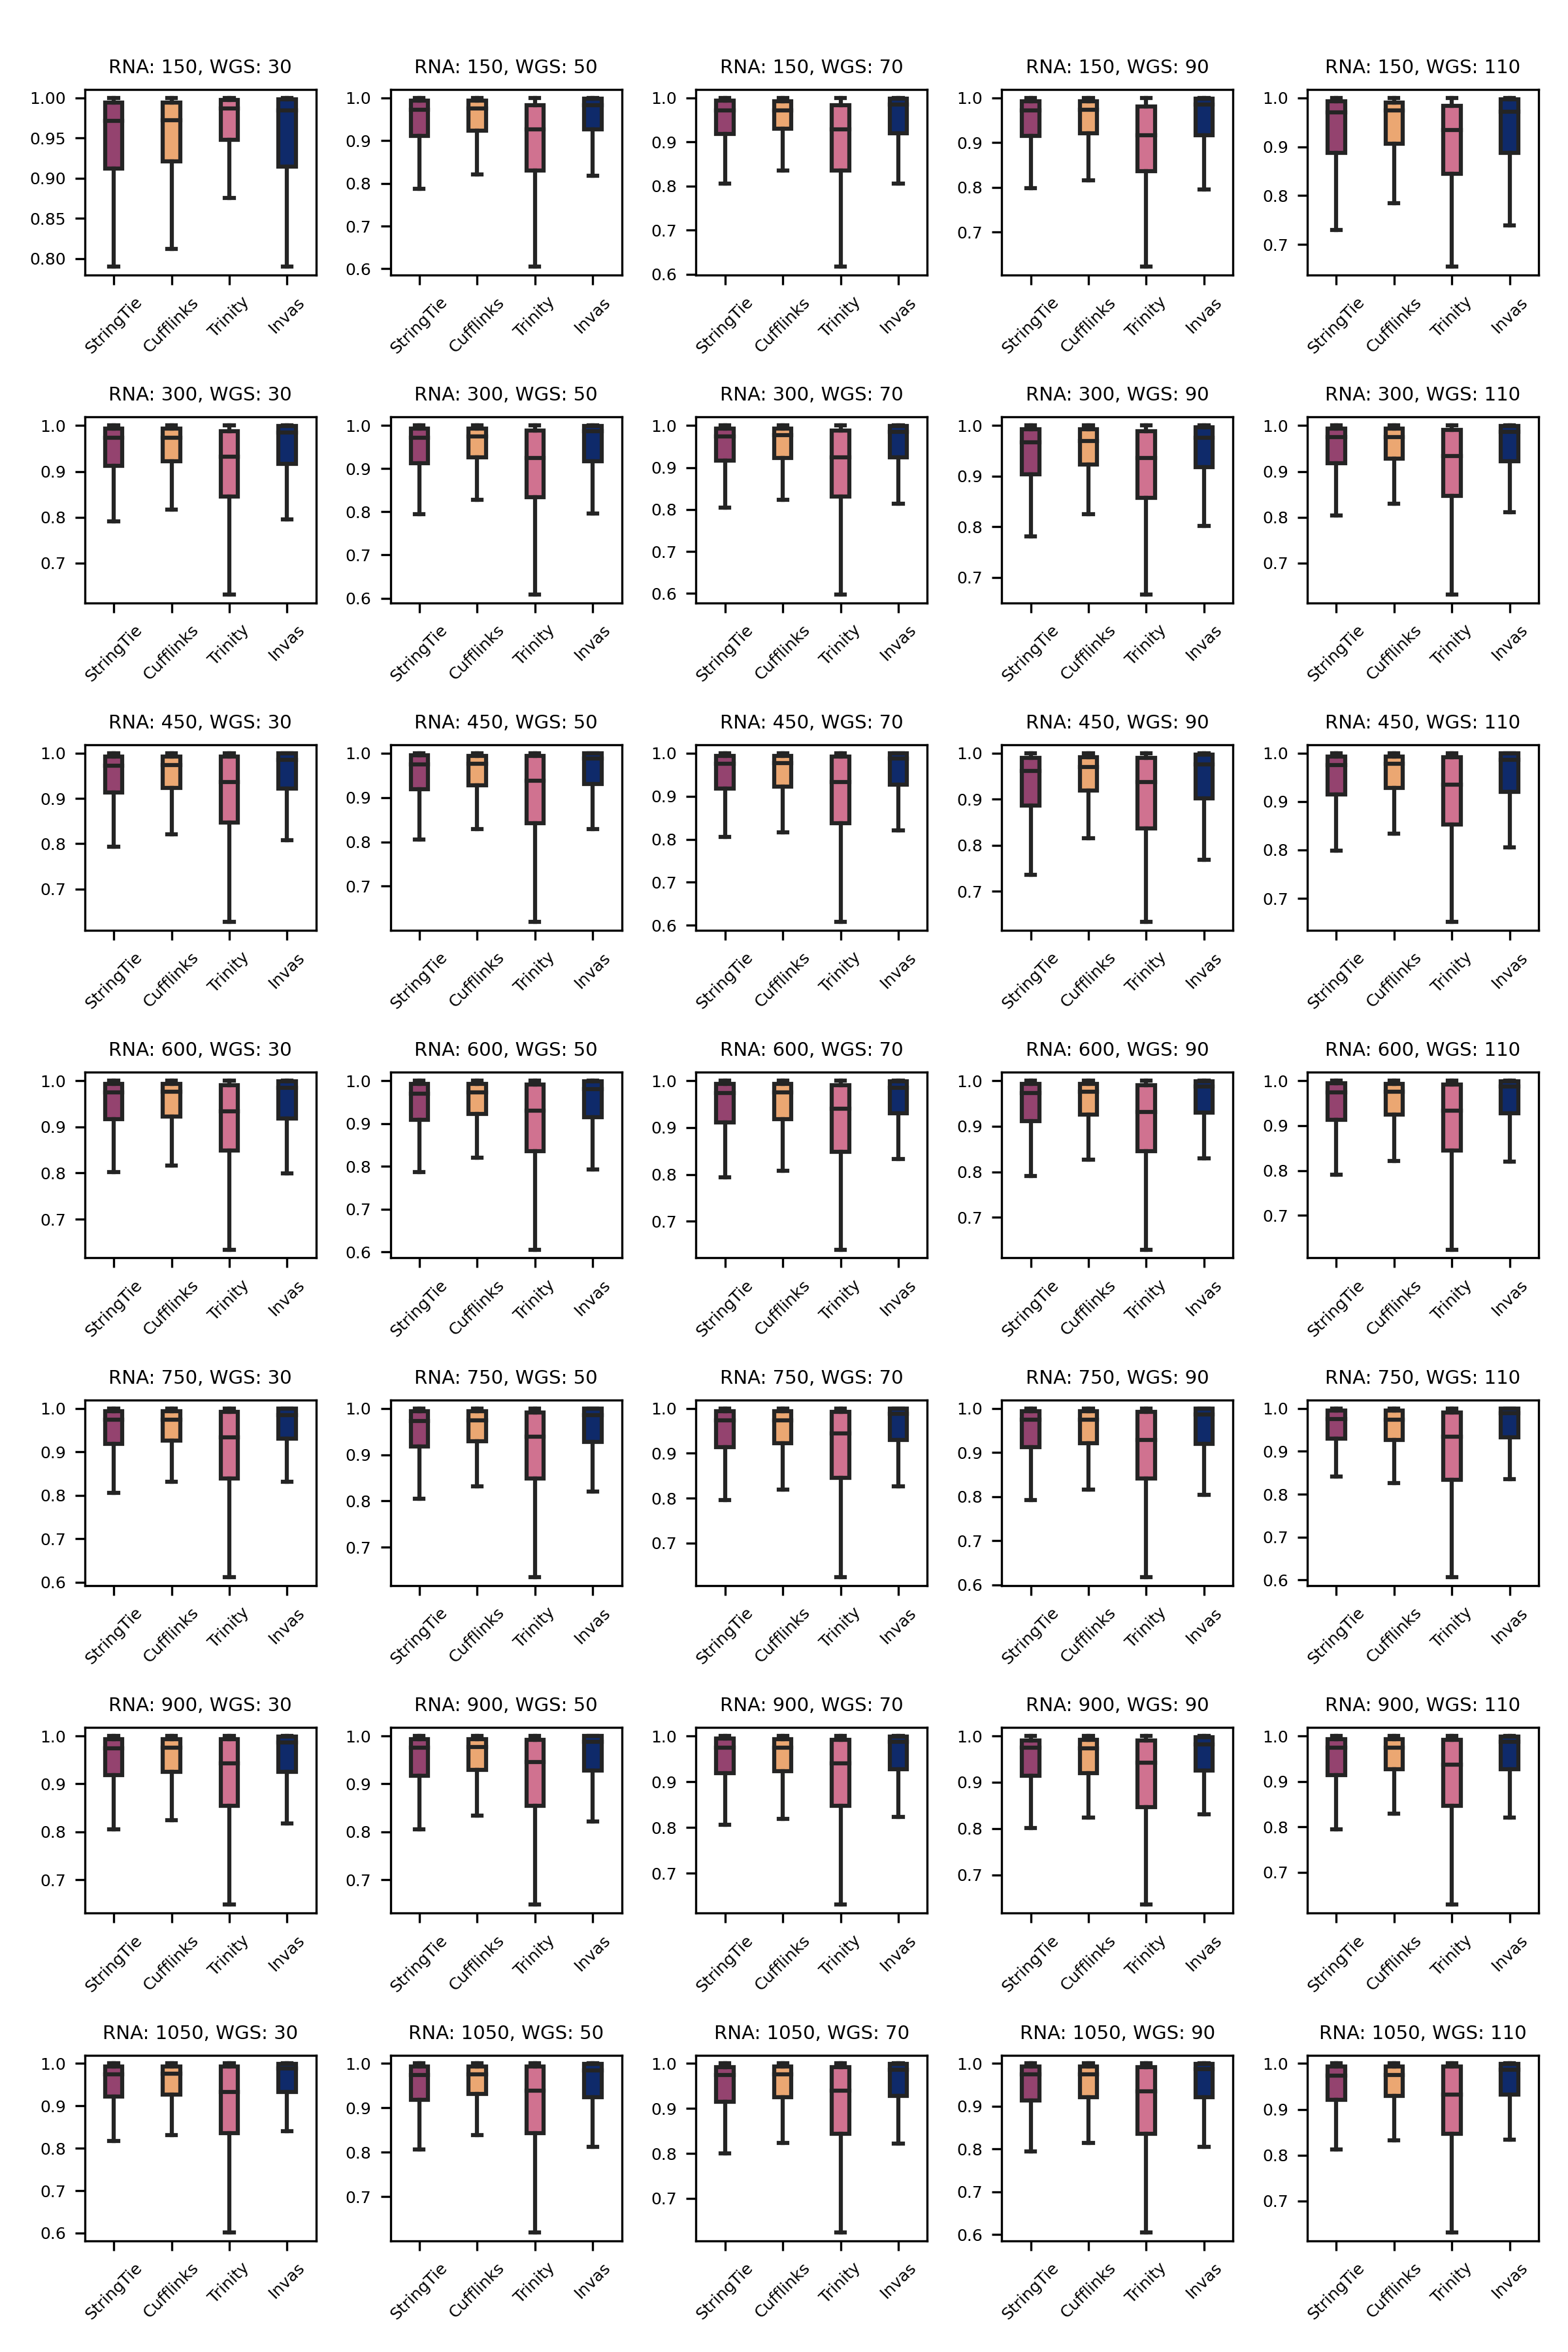 RNA: 150, WGS: 30
1.00 0.95 0.90 0.85 0.80
StringTie Cufflinks Trinity Invas
RNA: 150, WGS: 50
1.0 0.9 0.8 0.7 0.6
StringTie Cufflinks Trinity Invas
RNA: 150, WGS: 70
1.0 0.9 0.8 0.7 0.6
StringTie Cufflinks Trinity Invas
RNA: 150, WGS: 90
1.0 0.9 0.8 0.7
StringTie Cufflinks Trinity Invas
RNA: 150, WGS: 110
1.0 0.9 0.8 0.7
StringTie Cufflinks Trinity Invas
RNA: 300, WGS: 30
1.0 0.9 0.8 0.7
StringTie Cufflinks Trinity Invas
RNA: 300, WGS: 50
1.0 0.9 0.8 0.7 0.6
StringTie Cufflinks Trinity Invas
RNA: 300, WGS: 70
1.0 0.9 0.8 0.7 0.6
StringTie Cufflinks Trinity Invas
RNA: 300, WGS: 90
1.0 0.9 0.8 0.7
StringTie Cufflinks Trinity Invas
RNA: 300, WGS: 110
1.0 0.9 0.8 0.7
StringTie Cufflinks Trinity Invas
RNA: 450, WGS: 30
1.0 0.9 0.8 0.7
StringTie Cufflinks Trinity Invas
RNA: 450, WGS: 50
1.0 0.9 0.8 0.7
StringTie Cufflinks Trinity Invas
RNA: 450, WGS: 70
1.0 0.9 0.8 0.7 0.6
StringTie Cufflinks Trinity Invas
RNA: 450, WGS: 90
1.0 0.9 0.8 0.7
StringTie Cufflinks Trinity Invas
RNA: 450, WGS: 110
1.0 0.9 0.8 0.7
StringTie Cufflinks Trinity Invas
RNA: 600, WGS: 30
1.0 0.9 0.8 0.7
StringTie Cufflinks Trinity Invas
RNA: 600, WGS: 50
1.0 0.9 0.8 0.7 0.6
StringTie Cufflinks Trinity Invas
RNA: 600, WGS: 70
1.0 0.9 0.8 0.7
StringTie Cufflinks Trinity Invas
RNA: 600, WGS: 90
1.0 0.9 0.8 0.7
StringTie Cufflinks Trinity Invas
RNA: 600, WGS: 110
1.0 0.9 0.8 0.7
StringTie Cufflinks Trinity Invas
RNA: 750, WGS: 30
1.0 0.9 0.8 0.7 0.6
StringTie Cufflinks Trinity Invas
RNA: 750, WGS: 50
1.0 0.9 0.8 0.7
StringTie Cufflinks Trinity Invas
RNA: 750, WGS: 70
1.0 0.9 0.8 0.7
StringTie Cufflinks Trinity Invas
RNA: 750, WGS: 90
1.0 0.9 0.8 0.7 0.6
StringTie Cufflinks Trinity Invas
RNA: 750, WGS: 110
1.0 0.9 0.8 0.7 0.6
StringTie Cufflinks Trinity Invas
RNA: 900, WGS: 30
1.0 0.9 0.8 0.7
StringTie Cufflinks Trinity Invas
RNA: 900, WGS: 50
1.0 0.9 0.8 0.7
StringTie Cufflinks Trinity Invas
RNA: 900, WGS: 70
1.0 0.9 0.8 0.7
StringTie Cufflinks Trinity Invas
RNA: 900, WGS: 90
1.0 0.9 0.8 0.7
StringTie Cufflinks Trinity Invas
RNA: 900, WGS: 110
1.0 0.9 0.8 0.7
StringTie Cufflinks Trinity Invas
RNA: 1050, WGS: 30
1.0 0.9 0.8 0.7 0.6
StringTie Cufflinks Trinity Invas
RNA: 1050, WGS: 50
1.0 0.9 0.8 0.7
StringTie Cufflinks Trinity Invas
RNA: 1050, WGS: 70
1.0 0.9 0.8 0.7
StringTie Cufflinks Trinity Invas
RNA: 1050, WGS: 90
1.0 0.9 0.8 0.7 0.6
StringTie Cufflinks Trinity Invas
RNA: 1050, WGS: 110
1.0 0.9 0.8 0.7
StringTie Cufflinks Trinity Invas